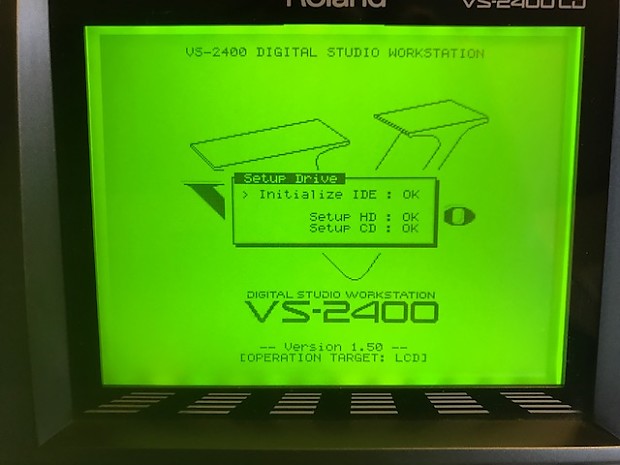 Roland
VS-2400CD
VS-2400 DIGITAL STUDIO WORKSTATION
Setup Drive
> Initialize IDE : OK
Setup HD : OK
Setup CD : OK
DIGITAL STUDIO WORKSTATION
VS-2400
-- Version 1.50 --
[OPERATION TARGET: LCD]